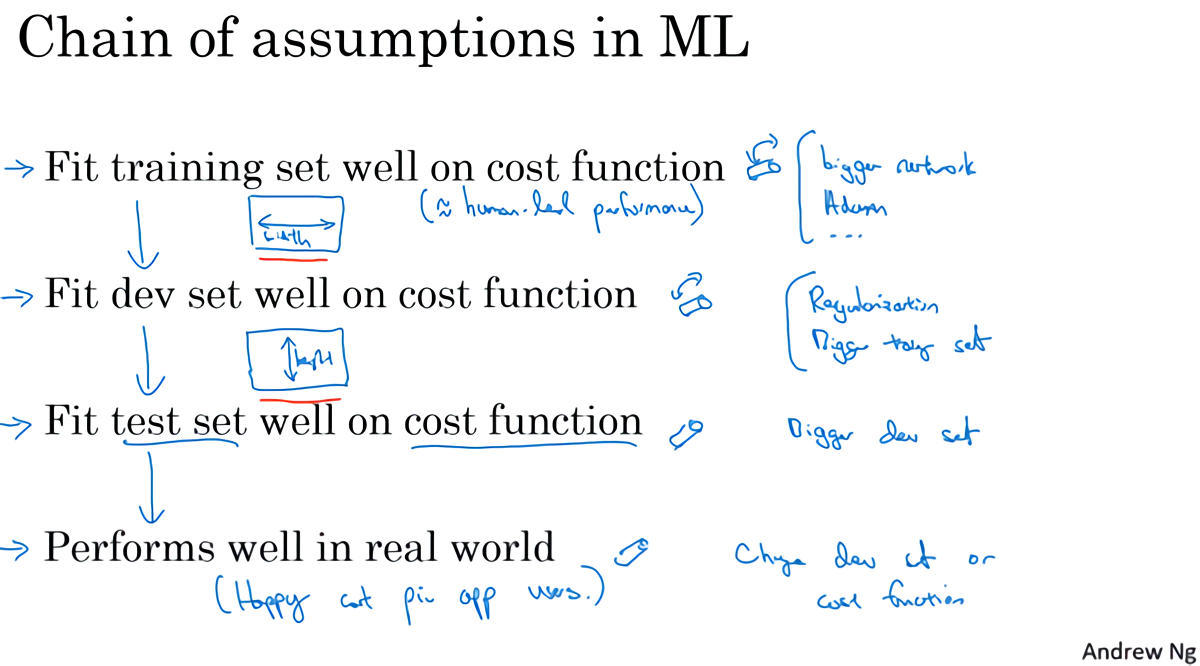 Chain of assumptions in ML
→ Fit training set well on cost function
bigger network
(≈ human-level performance)
Adam
...
width
→ Fit dev set well on cost function
Regularization
Bigger training set
height
→ Fit test set well on cost function
Bigger dev set
→ Performs well in real world
Change dev set or
cost function
(Happy cat pic app users.)
Andrew Ng